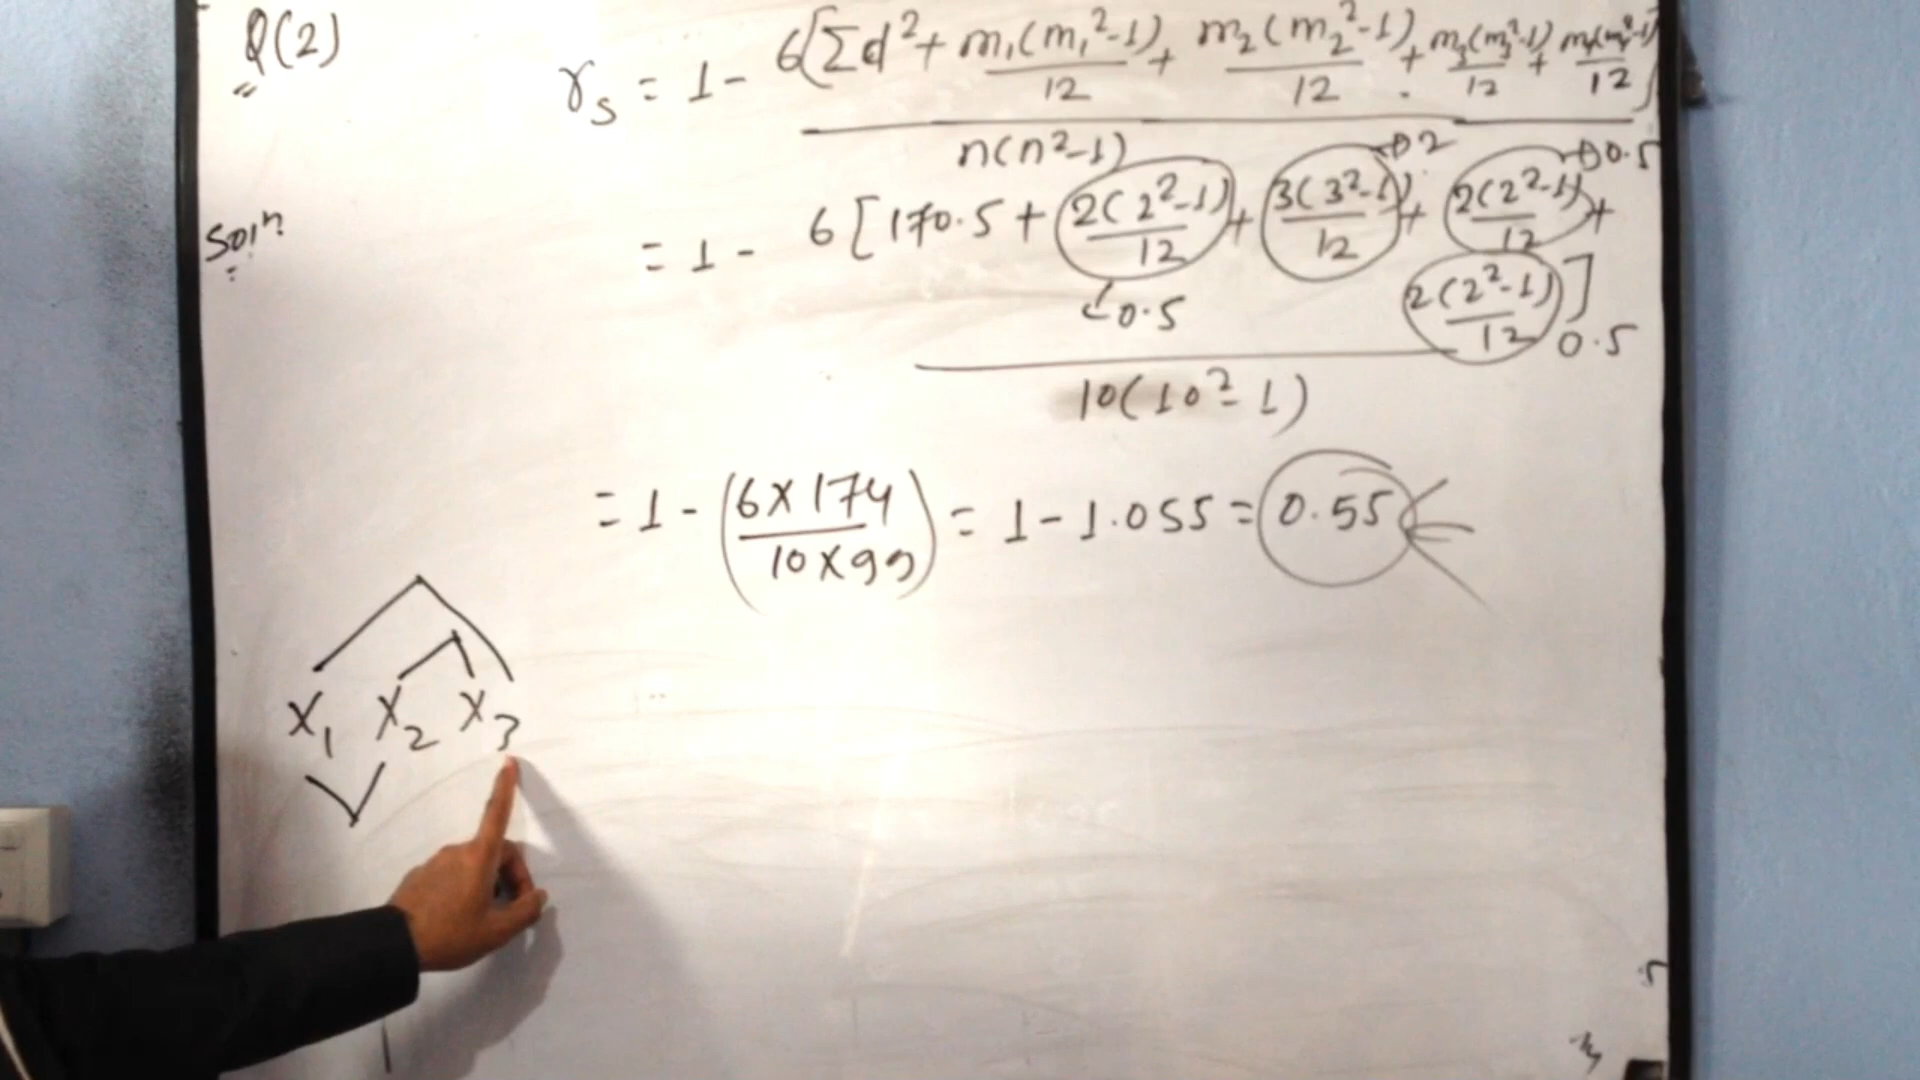 Q(2)
rₛ = 1 - 6[Σd² + m₁(m₁²-1)/12 + m₂(m₂²-1)/12 + m₃(m₃²-1)/12 + m₄(m₄²-1)/12] / n(n²-1)
Solⁿ
= 1 - 6[170.5 + 2(2²-1)/12 + 3(3²-1)/12 + 2(2²-1)/12 + 2(2²-1)/12] / 10(10²-1)
→2
→0.5
0.5
0.5
= 1 - (6×174 / 10×99) = 1 - 1.055 = 0.55
X₁ X₂ X₃